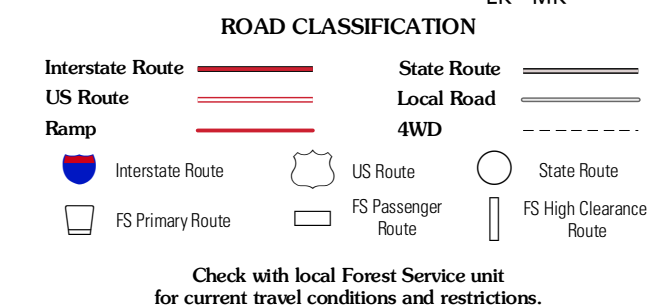 ROAD CLASSIFICATION
Interstate Route
State Route
US Route
Local Road
Ramp
4WD
Interstate Route
US Route
State Route
FS Primary Route
FS Passenger
Route
FS High Clearance
Route
Check with local Forest Service unit
for current travel conditions and restrictions.